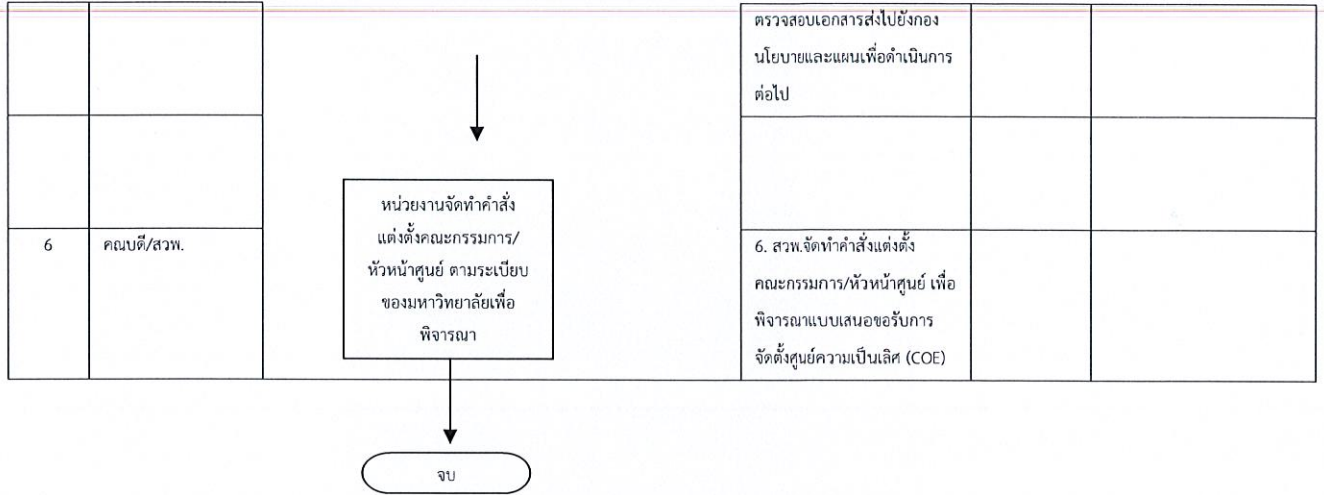 ตรวจสอบเอกสารส่งไปยังกอง
นโยบายและแผนเพื่อดำเนินการ
ต่อไป
หน่วยงานจัดทำคำสั่ง
แต่งตั้งคณะกรรมการ/
หัวหน้าศูนย์ ตามระเบียบ
ของมหาวิทยาลัยเพื่อ
พิจารณา
6
คณบดี/สวพ.
6. สวพ.จัดทำคำสั่งแต่งตั้ง
คณะกรรมการ/หัวหน้าศูนย์ เพื่อ
พิจารณาแบบเสนอขอรับการ
จัดตั้งศูนย์ความเป็นเลิศ (COE)
จบ